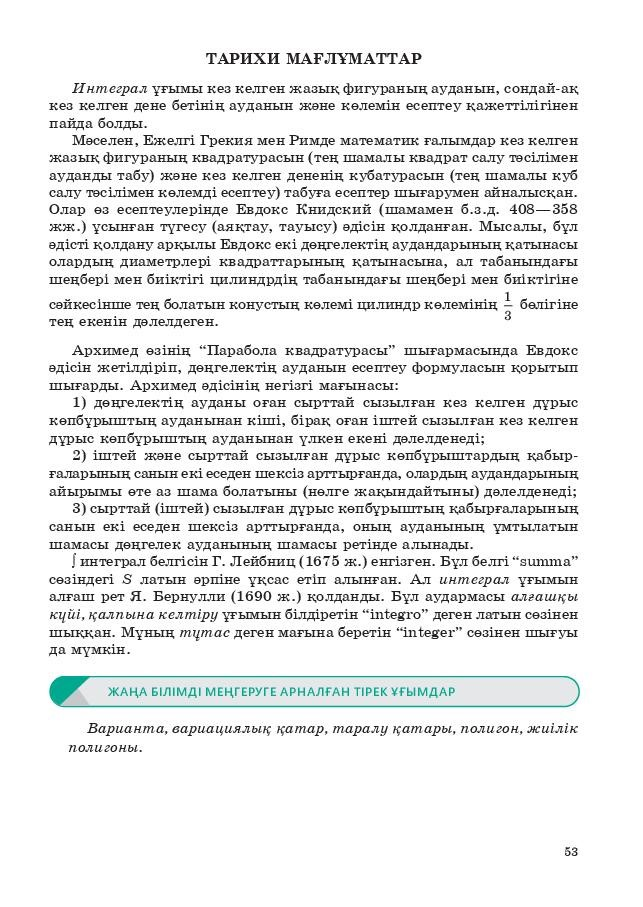 ТАРИХИ МАҒЛҰМАТТАР
Интеграл ұғымы кез келген жазық фигураның ауданын, сондай-ақ
кез келген дене бетінің ауданын және көлемін есептеу қажеттілігінен
пайда болды.
Мәселен, Ежелгі Грекия мен Римде математик ғалымдар кез келген
жазық фигураның квадратурасын (тең шамалы квадрат салу тәсілімен
ауданды табу) және кез келген дененің кубатурасын (тең шамалы куб
салу тәсілімен көлемді есептеу) табуға есептер шығарумен айналысқан.
Олар өз есептеулерінде Евдокс Книдский (шамамен б.з.д. 408—358
жж.) ұсынған түгесу (аяқтау, тауысу) әдісін қолданған. Мысалы, бұл
әдісті қолдану арқылы Евдокс екі дөңгелектің аудандарының қатынасы
олардың диаметрлері квадраттарының қатынасына, ал табанындағы
шеңбері мен биіктігі цилиндрдің табанындағы шеңбері мен биіктігіне
сәйкесінше тең болатын конустың көлемі цилиндр көлемінің 1/3 бөлігіне
тең екенін дәлелдеген.
Архимед өзінің “Парабола квадратурасы” шығармасында Евдокс
әдісін жетілдіріп, дөңгелектің ауданын есептеу формуласын қорытып
шығарды. Архимед әдісінің негізгі мағынасы:
1) дөңгелектің ауданы оған сырттай сызылған кез келген дұрыс
көпбұрыштың ауданынан кіші, бірақ оған іштей сызылған кез келген
дұрыс көпбұрыштың ауданынан үлкен екені дәлелденеді;
2) іштей және сырттай сызылған дұрыс көпбұрыштардың қабыр-
ғаларының санын екі еседен шексіз арттырғанда, олардың аудандарының
айырымы өте аз шама болатыны (нөлге жақындайтыны) дәлелденеді;
3) сырттай (іштей) сызылған дұрыс көпбұрыштың қабырғаларының
санын екі еседен шексіз арттырғанда, оның ауданының ұмтылатын
шамасы дөңгелек ауданының шамасы ретінде алынады.
∫ интеграл белгісін Г. Лейбниц (1675 ж.) енгізген. Бұл белгі “summa”
сөзіндегі S латын әрпіне ұқсас етіп алынған. Ал интеграл ұғымын
алғаш рет Я. Бернулли (1690 ж.) қолданды. Бұл аудармасы алғашқы
күйі, қалпына келтіру ұғымын білдіретін “integro” деген латын сөзінен
шыққан. Мұның тұтас деген мағына беретін “integer” сөзінен шығуы
да мүмкін.
ЖАҢА БІЛІМДІ МЕҢГЕРУГЕ АРНАЛҒАН ТІРЕК ҰҒЫМДАР
Варианта, вариациялық қатар, таралу қатары, полигон, жиілік
полигоны.
53